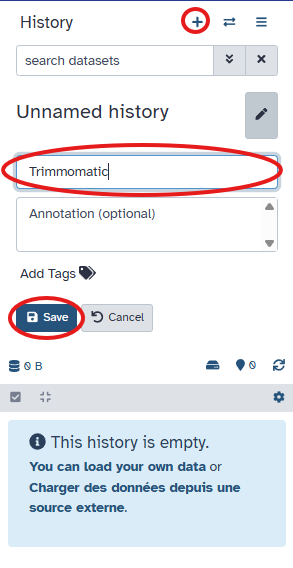 History
search datasets
Unnamed history
Trimmomatic
Annotation (optional)
Add Tags
Save Cancel
0 B 0
This history is empty.
You can load your own data or
Charger des données depuis une
source externe.